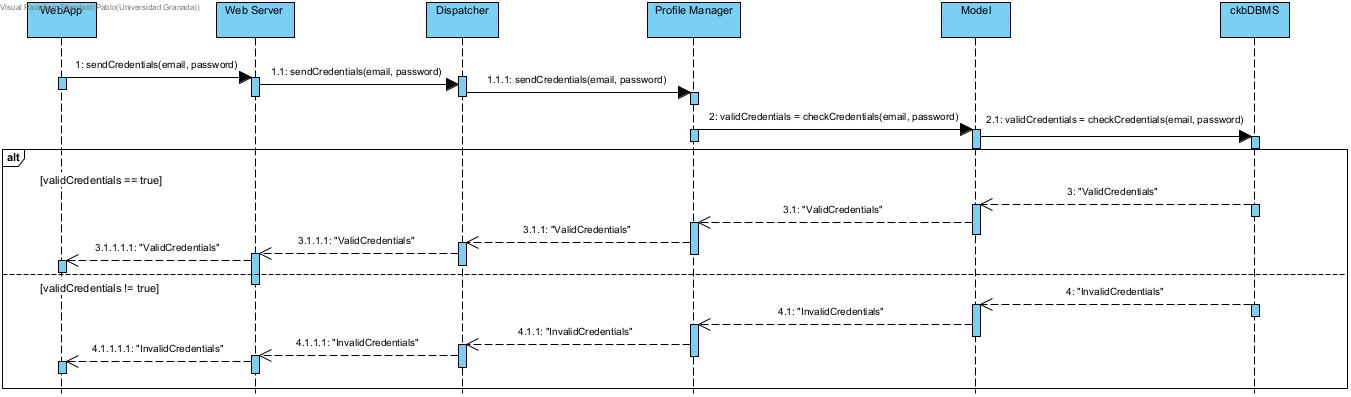 Visual Paradigm Standard(Pablo(Universidad Granada))
WebApp
Web Server
Dispatcher
Profile Manager
Model
ckbDBMS
1: sendCredentials(email, password)
1.1: sendCredentials(email, password)
1.1.1: sendCredentials(email, password)
2: validCredentials = checkCredentials(email, password)
2.1: validCredentials = checkCredentials(email, password)
alt
[validCredentials == true]
3: "ValidCredentials"
3.1: "ValidCredentials"
3.1.1: "ValidCredentials"
3.1.1.1: "ValidCredentials"
3.1.1.1.1: "ValidCredentials"
[validCredentials != true]
4: "InvalidCredentials"
4.1: "InvalidCredentials"
4.1.1: "InvalidCredentials"
4.1.1.1: "InvalidCredentials"
4.1.1.1.1: "InvalidCredentials"